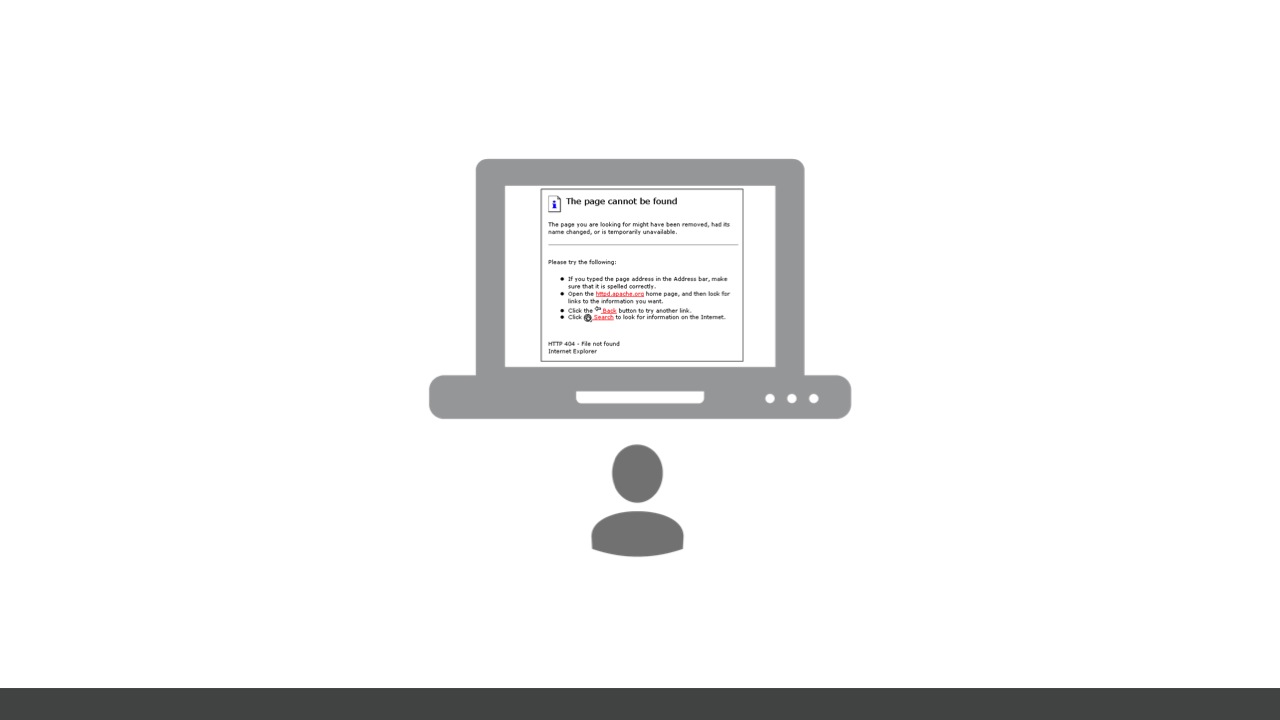 The page cannot be found
The page you are looking for might have been removed, had its
name changed, or is temporarily unavailable.
Please try the following:
If you typed the page address in the Address bar, make
sure that it is spelled correctly.
Open the httpd.apache.org home page, and then look for
links to the information you want.
Click the Back button to try another link.
Click Search to look for information on the Internet.
HTTP 404 - File not found
Internet Explorer